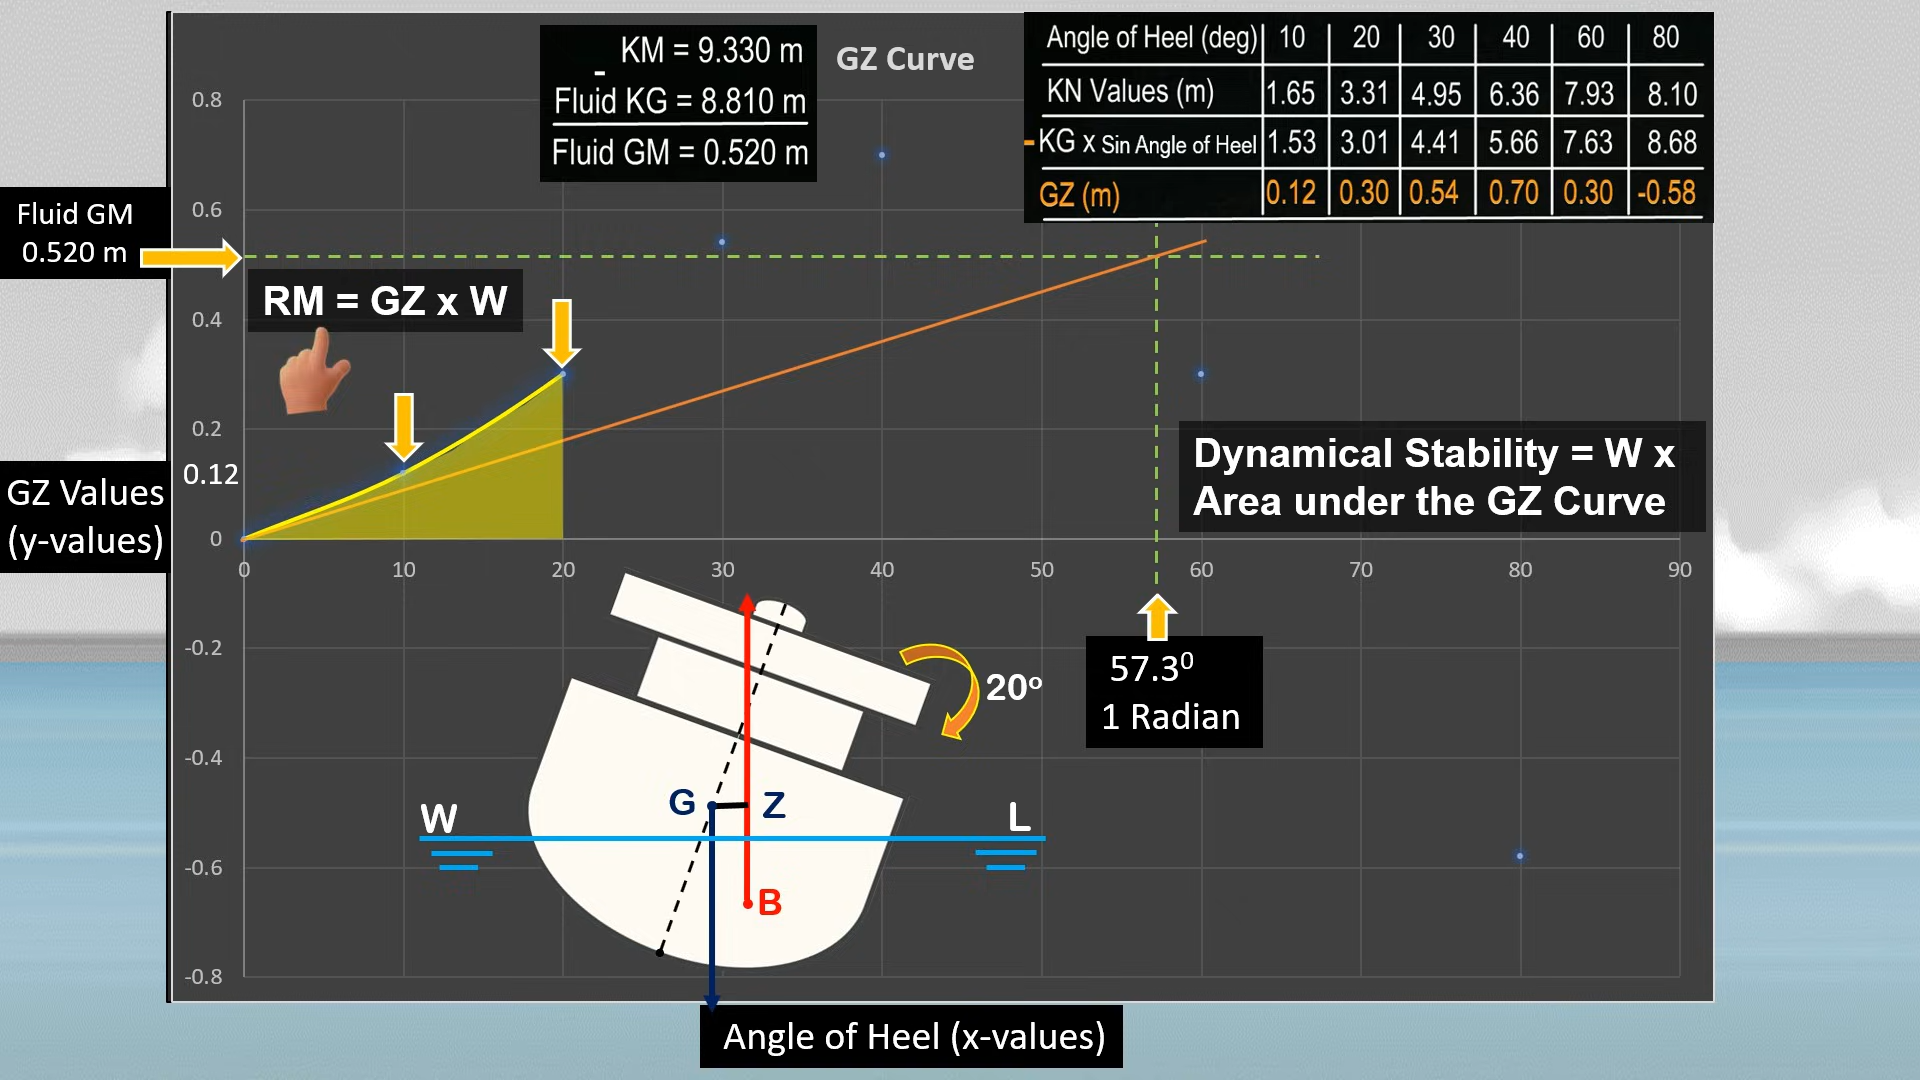 GZ Curve
KM = 9.330 m
-
Fluid KG = 8.810 m
Fluid GM = 0.520 m
Angle of Heel (deg) 10 20 30 40 60 80
KN Values (m) 1.65 3.31 4.95 6.36 7.93 8.10
-KG x Sin Angle of Heel 1.53 3.01 4.41 5.66 7.63 8.68
GZ (m) 0.12 0.30 0.54 0.70 0.30 -0.58
Fluid GM
0.520 m
RM = GZ x W
Dynamical Stability = W x
Area under the GZ Curve
GZ Values
(y-values)
0.8
0.6
0.4
0.2
0.12
0
-0.2
-0.4
-0.6
-0.8
0 10 20 30 40 50 60 70 80 90
20º
57.3⁰
1 Radian
G Z
W L
B
Angle of Heel (x-values)